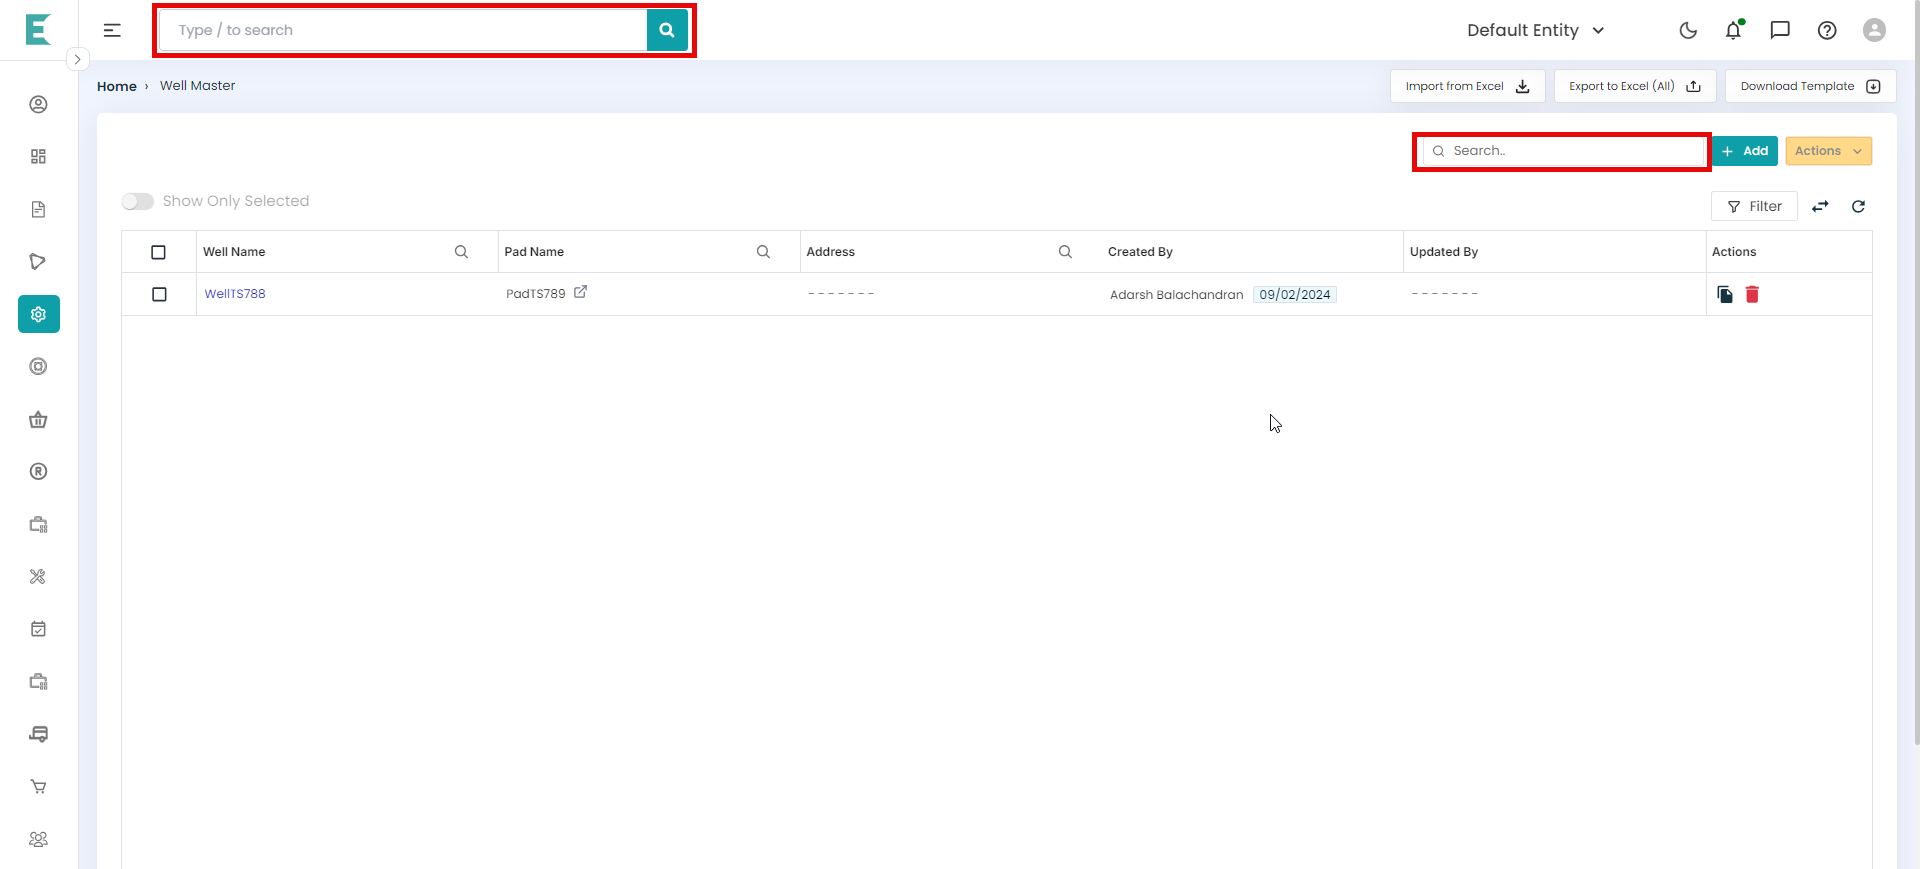 Type / to search
Default Entity
Home › Well Master
Import from Excel
Export to Excel (All)
Download Template
Search..
+ Add
Actions
Show Only Selected
Filter
Well Name Pad Name Address Created By Updated By Actions
WellTS788 PadTS789 ------- Adarsh Balachandran 09/02/2024 -------